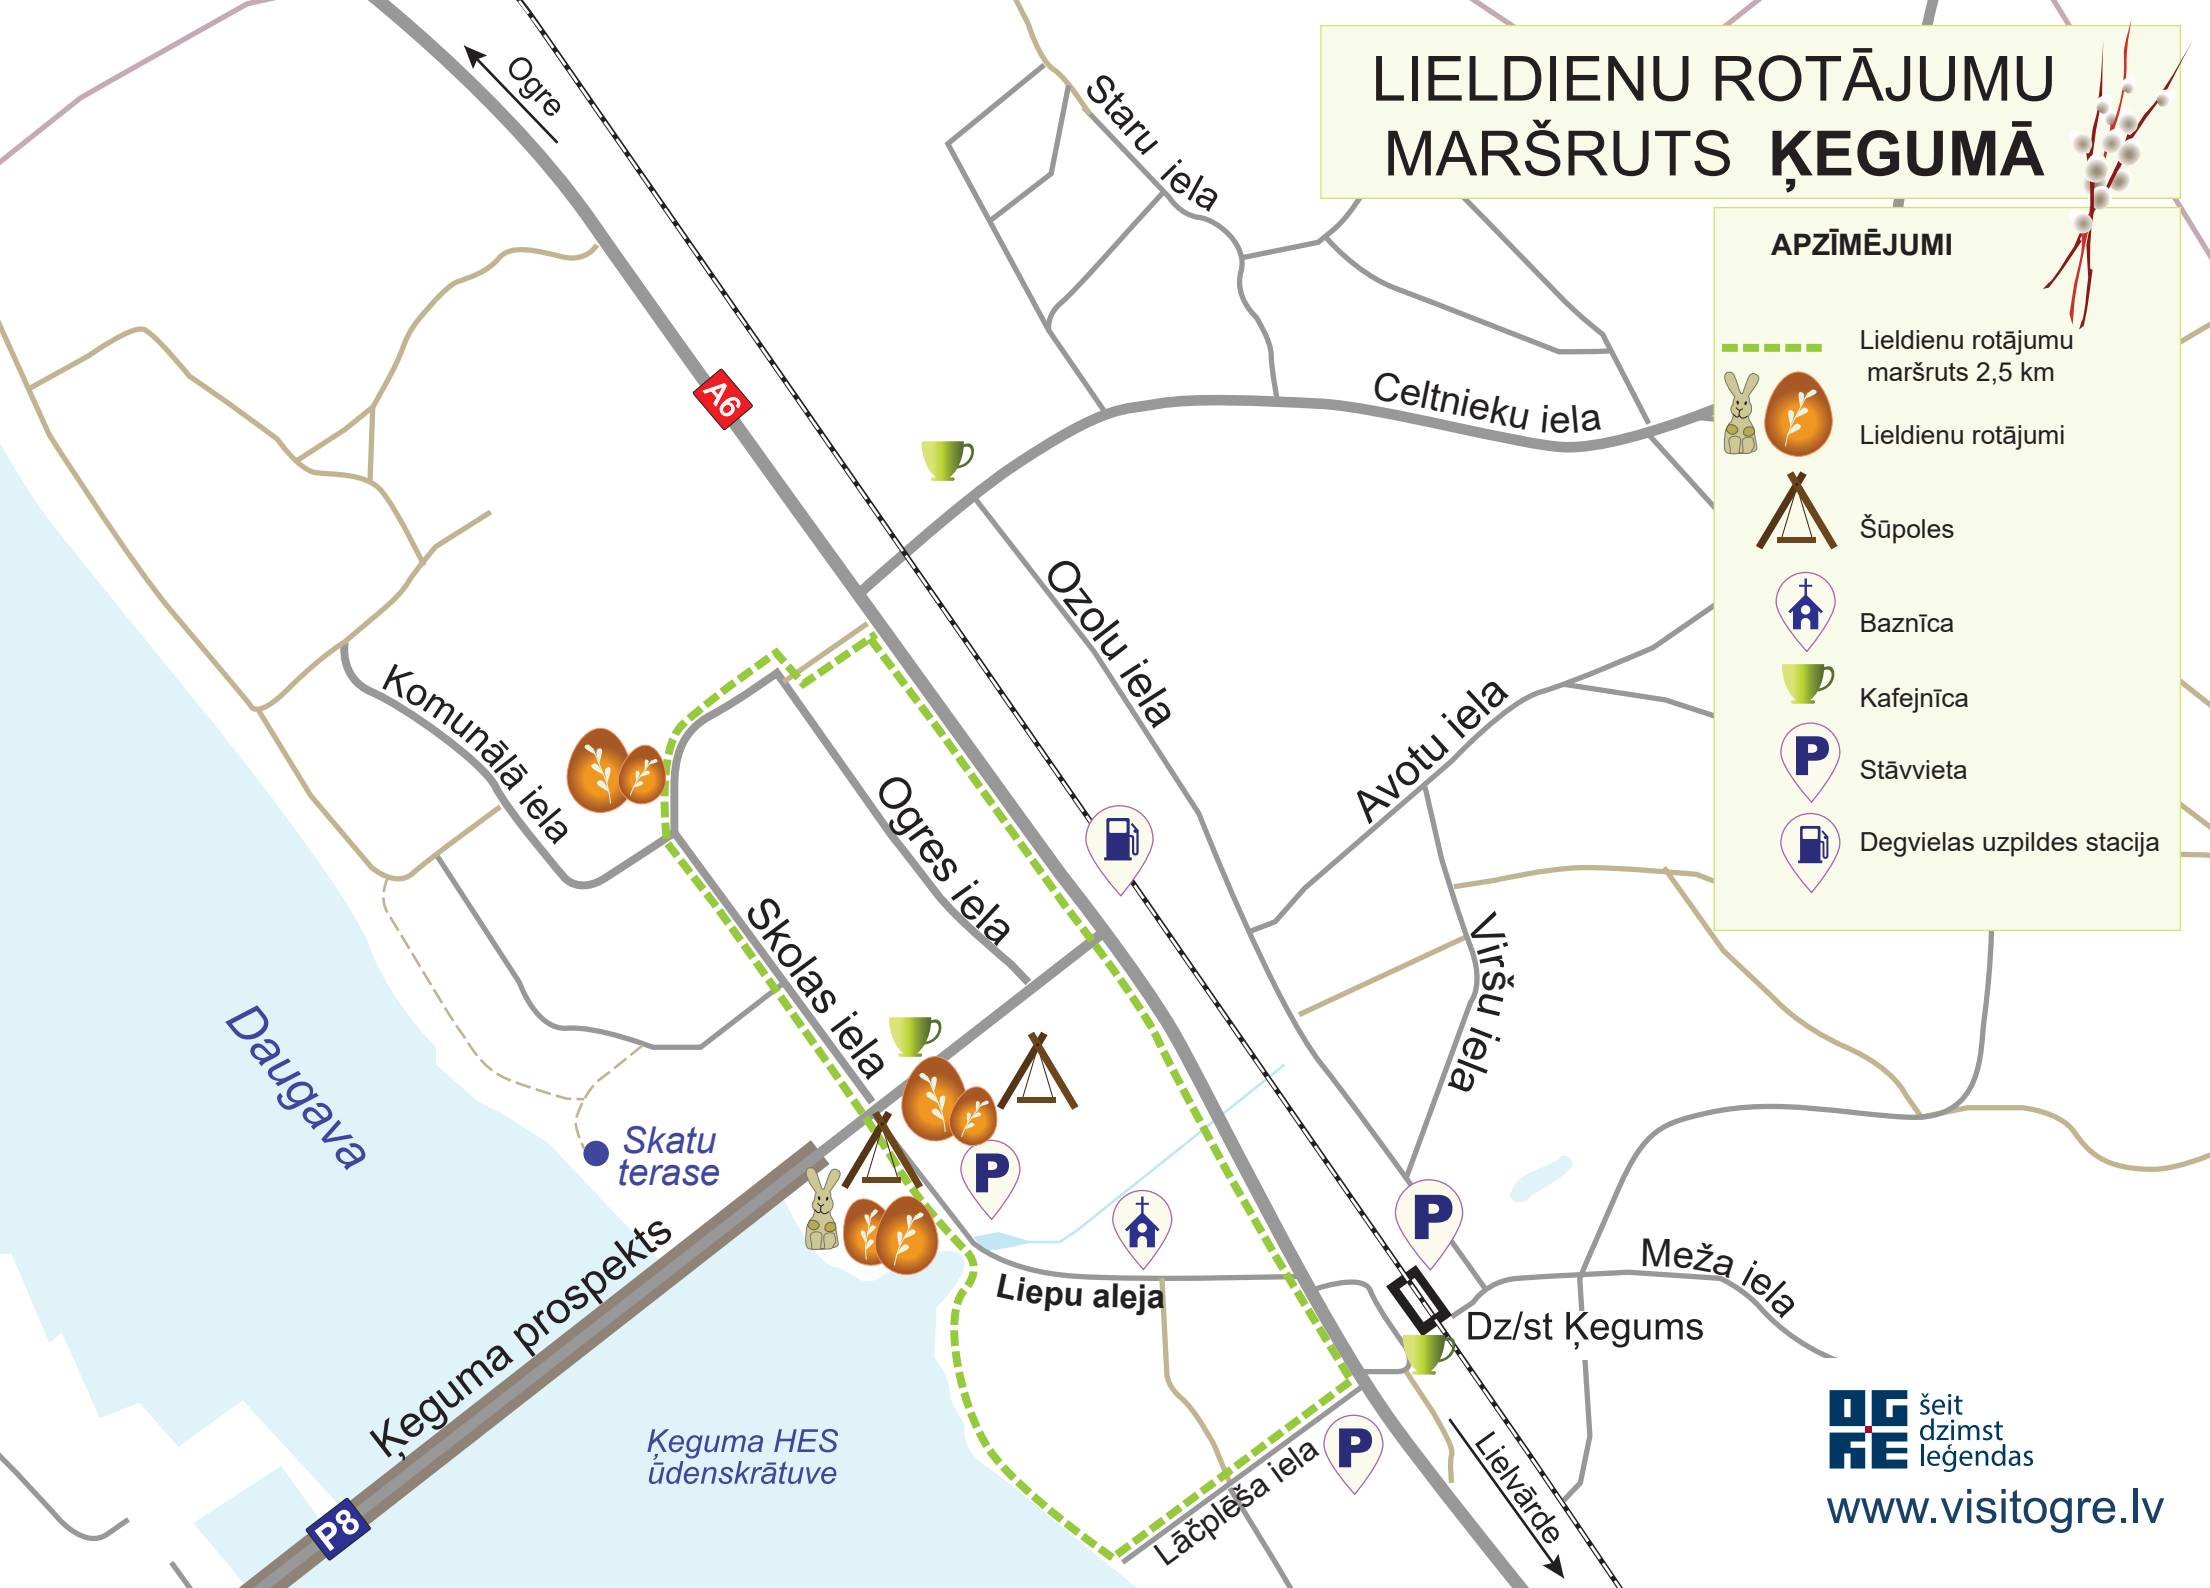 LIELDIENU ROTĀJUMU
MARŠRUTS ĶEGUMĀ
APZĪMĒJUMI
Lieldienu rotājumu
maršruts 2,5 km
Lieldienu rotājumi
Šūpoles
Baznīca
Kafejnīca
P
Stāvvieta
Degvielas uzpildes stacija
Ogre
Staru iela
A6
Celtnieku iela
Ozolu iela
Komunālā iela
Avotu iela
Ogres iela
Skolas iela
Viršu iela
Daugava
Skatu
terase
P
P
Ķeguma prospekts
Liepu aleja
Meža iela
Dz/st Ķegums
Ķeguma HES
ūdenskrātuve
P
Lāčplēša iela
Lielvārde
P8
OGRE
šeit
dzimst
leģendas
www.visitogre.lv